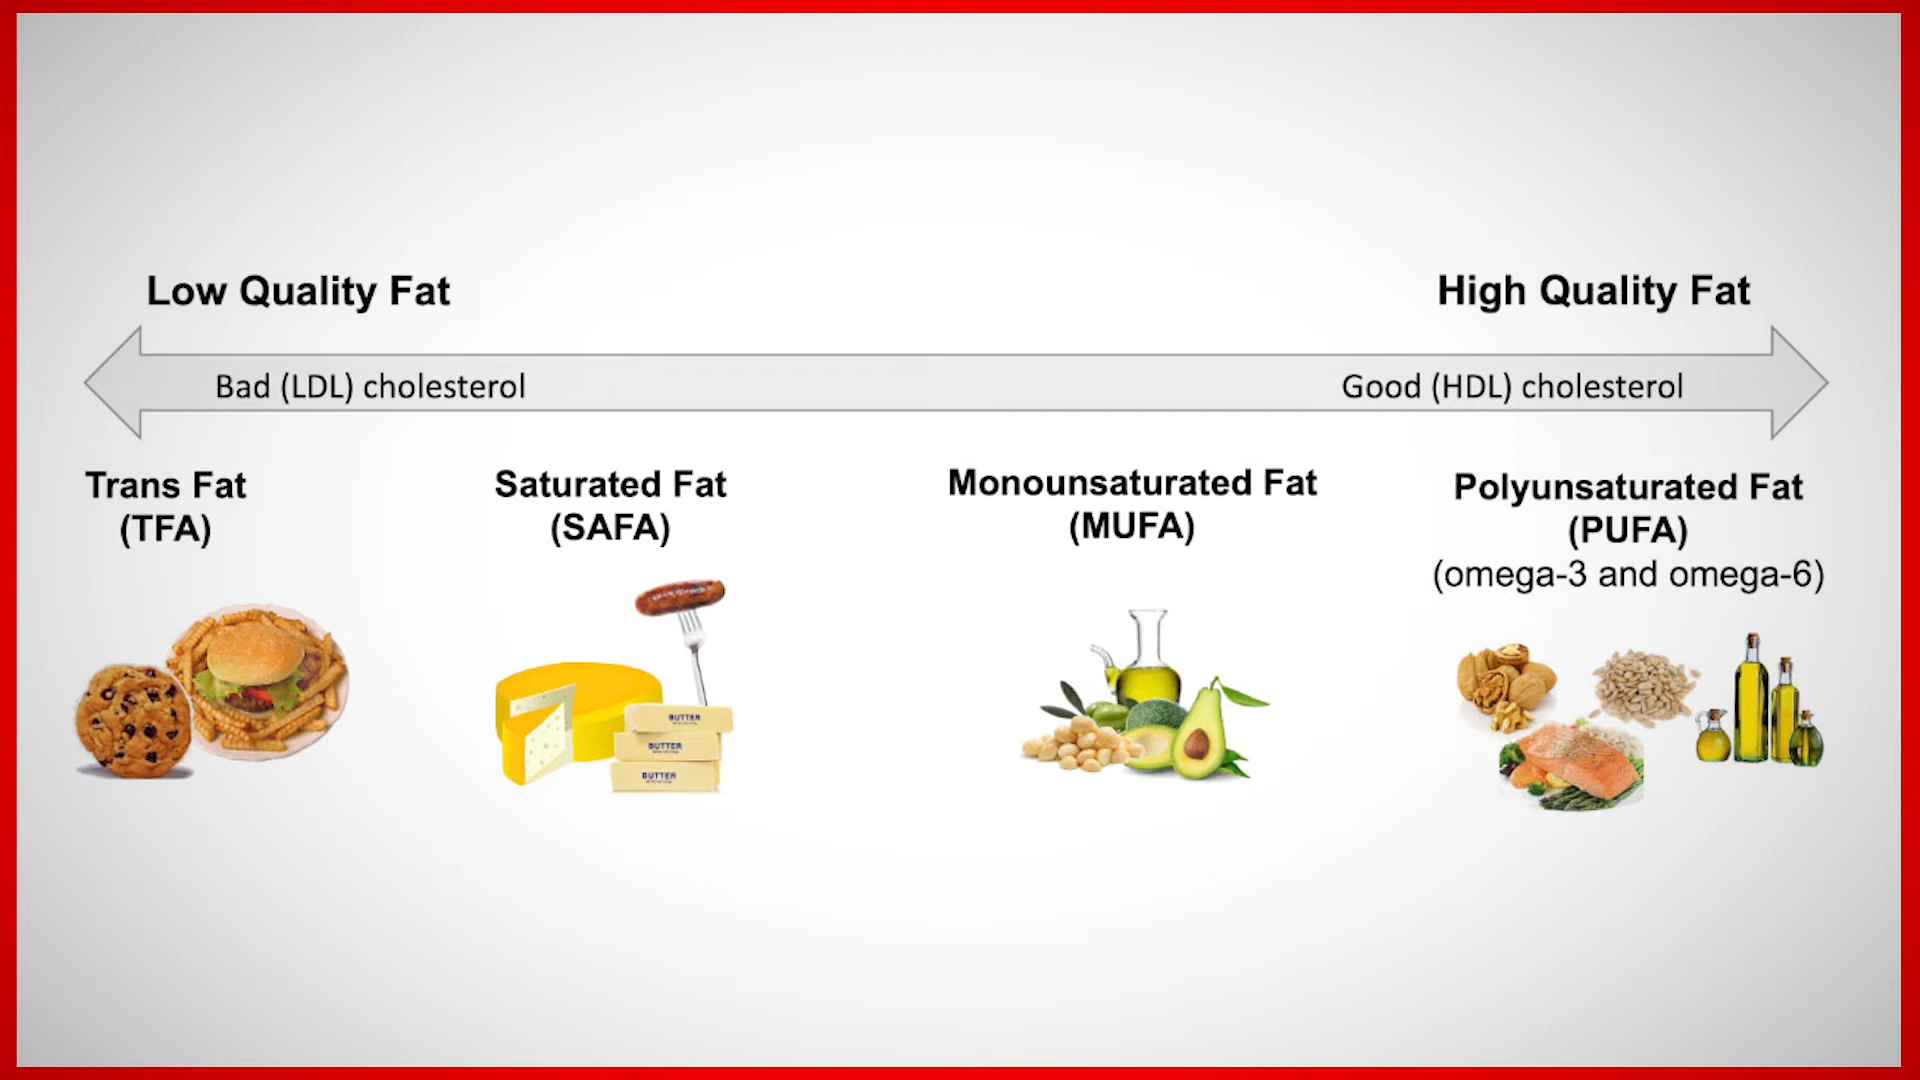 Low Quality Fat
High Quality Fat
Bad (LDL) cholesterol
Good (HDL) cholesterol
Trans Fat
(TFA)
Saturated Fat
(SAFA)
Monounsaturated Fat
(MUFA)
Polyunsaturated Fat
(PUFA)
(omega-3 and omega-6)
BUTTER
BUTTER
BUTTER